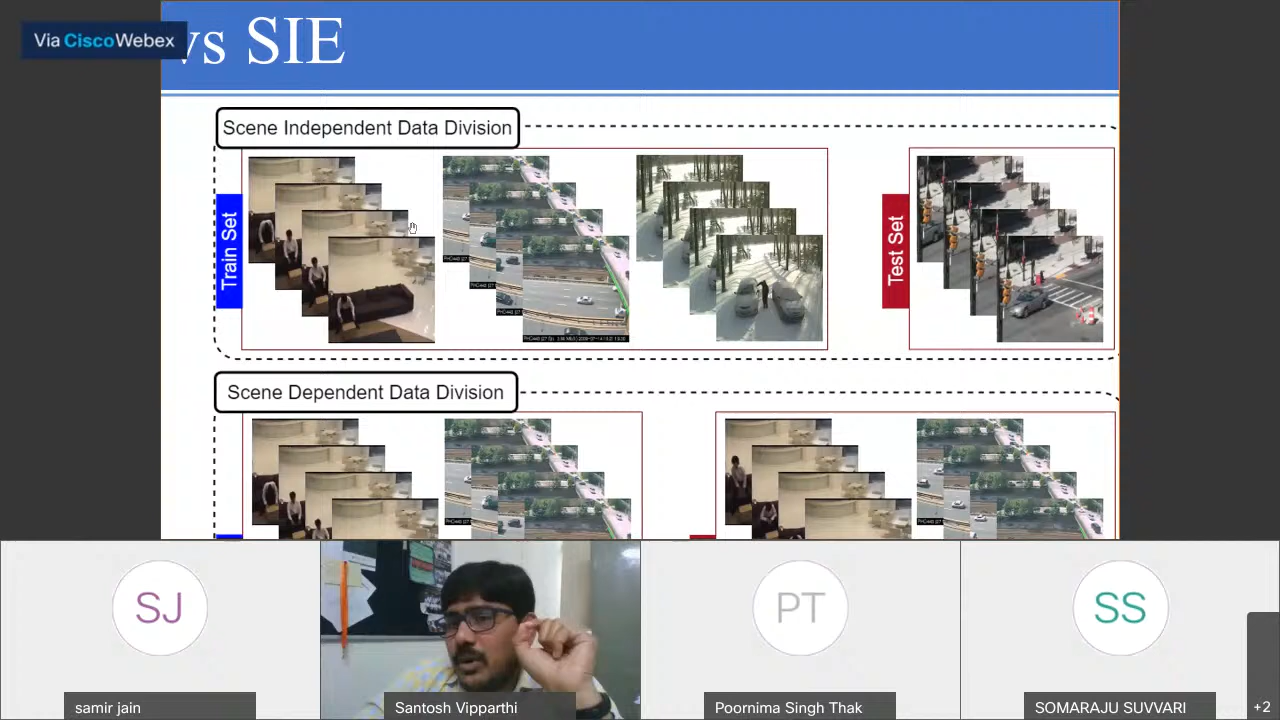 Via CiscoWebex
vs SIE
Scene Independent Data Division
Train Set
Test Set
Scene Dependent Data Division
SJ
PT
SS
samir jain
Santosh Vipparthi
Poornima Singh Thak
SOMARAJU SUVVARI
+2